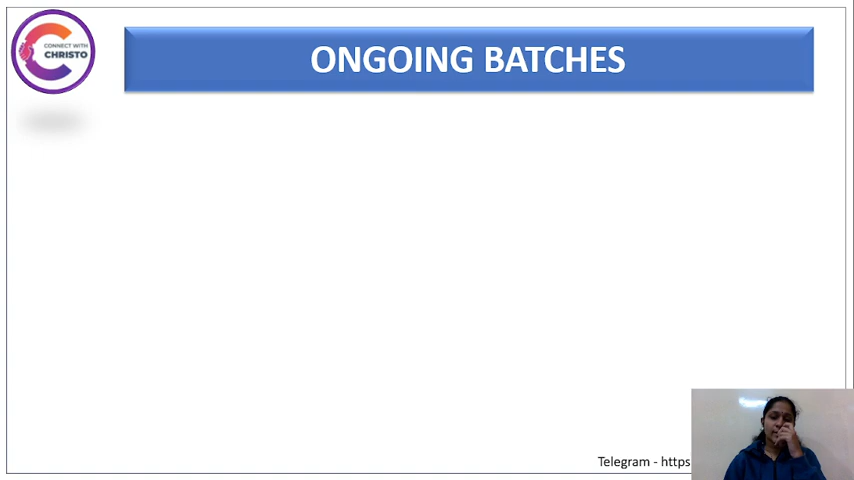 CONNECT WITH
CHRISTO
ONGOING BATCHES
Telegram - https